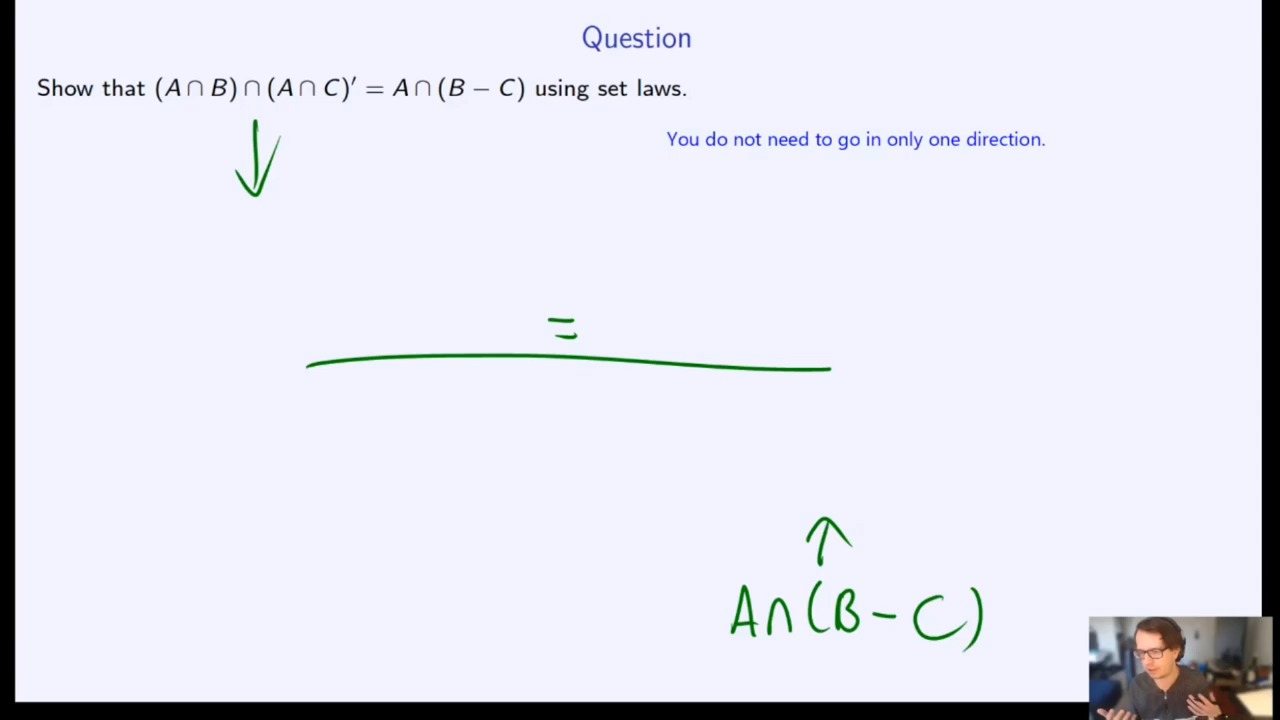 Question
Show that (A ∩ B) ∩ (A ∩ C)′ = A ∩ (B − C) using set laws.
You do not need to go in only one direction.
=
A∩(B−C)